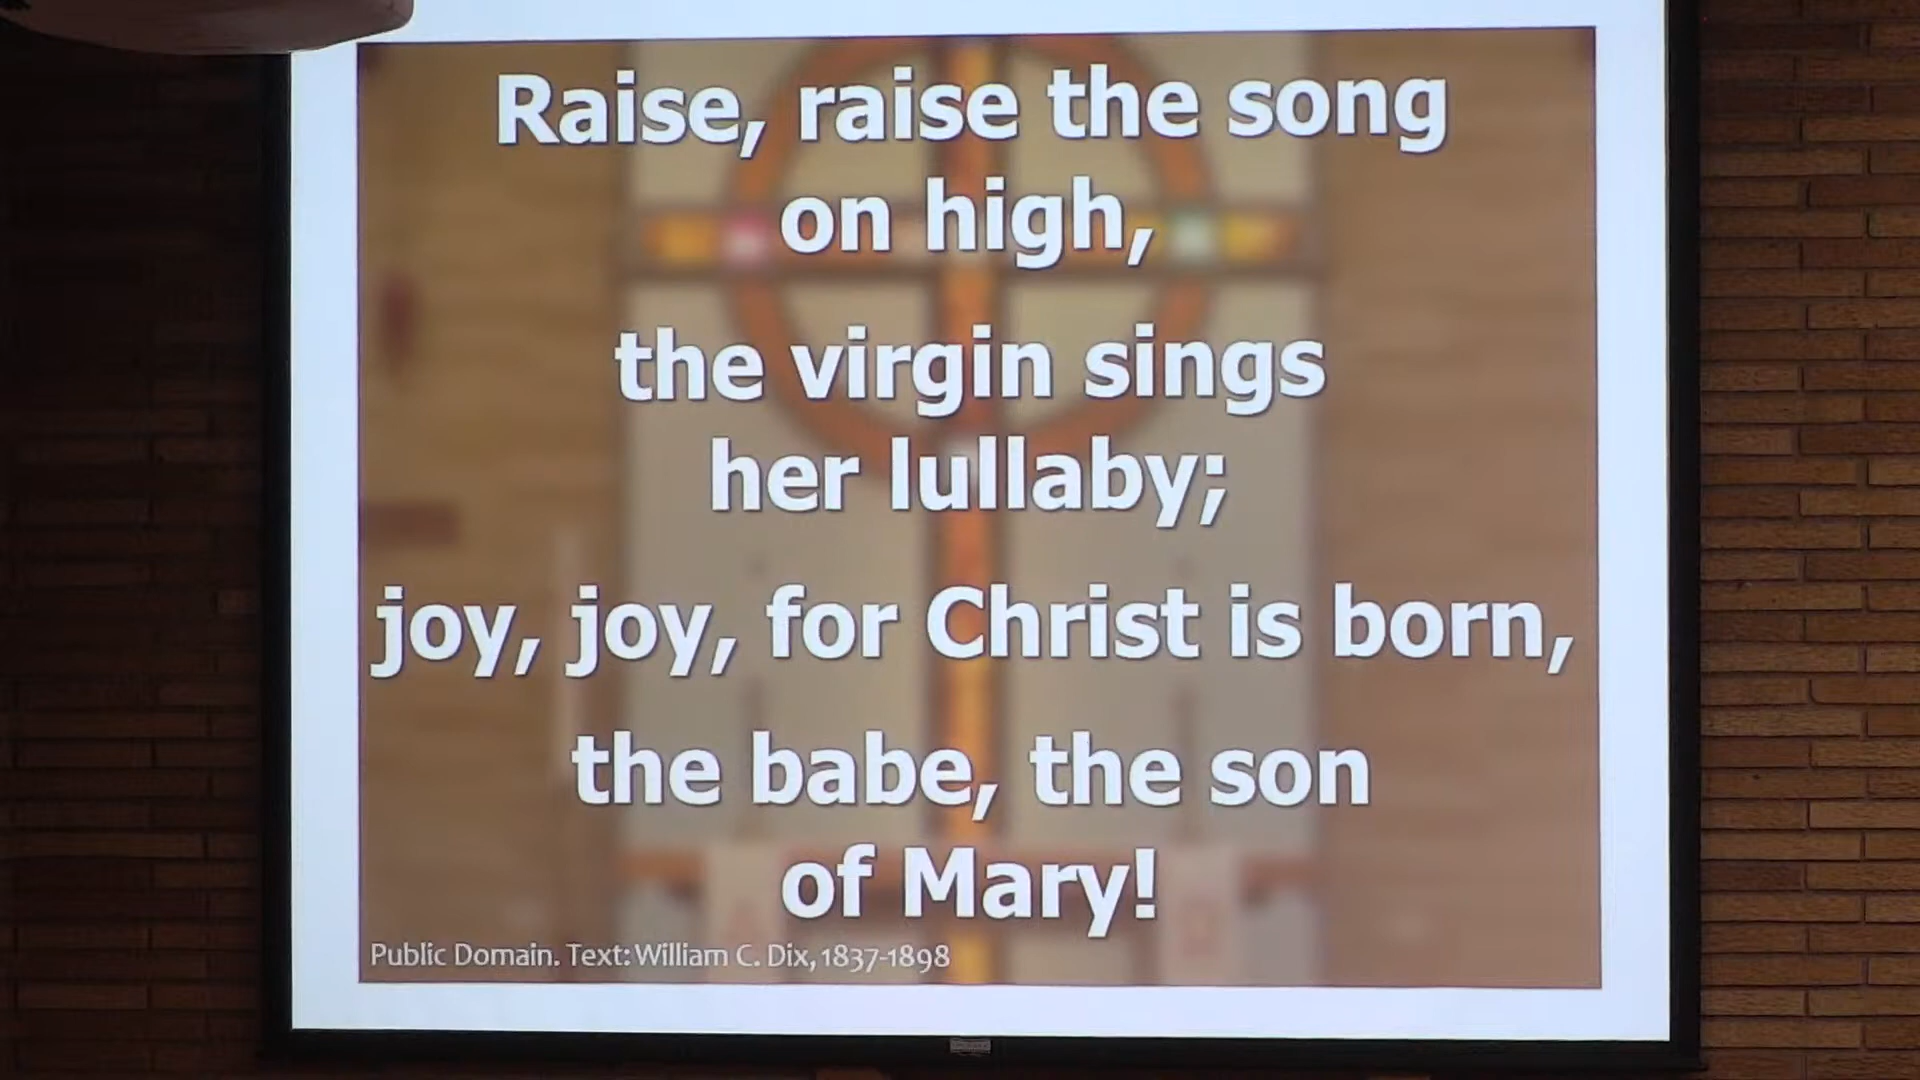 Raise, raise the song
on high,
the virgin sings
her lullaby;
joy, joy, for Christ is born,
the babe, the son
of Mary!
Public Domain. Text: William C. Dix, 1837-1898